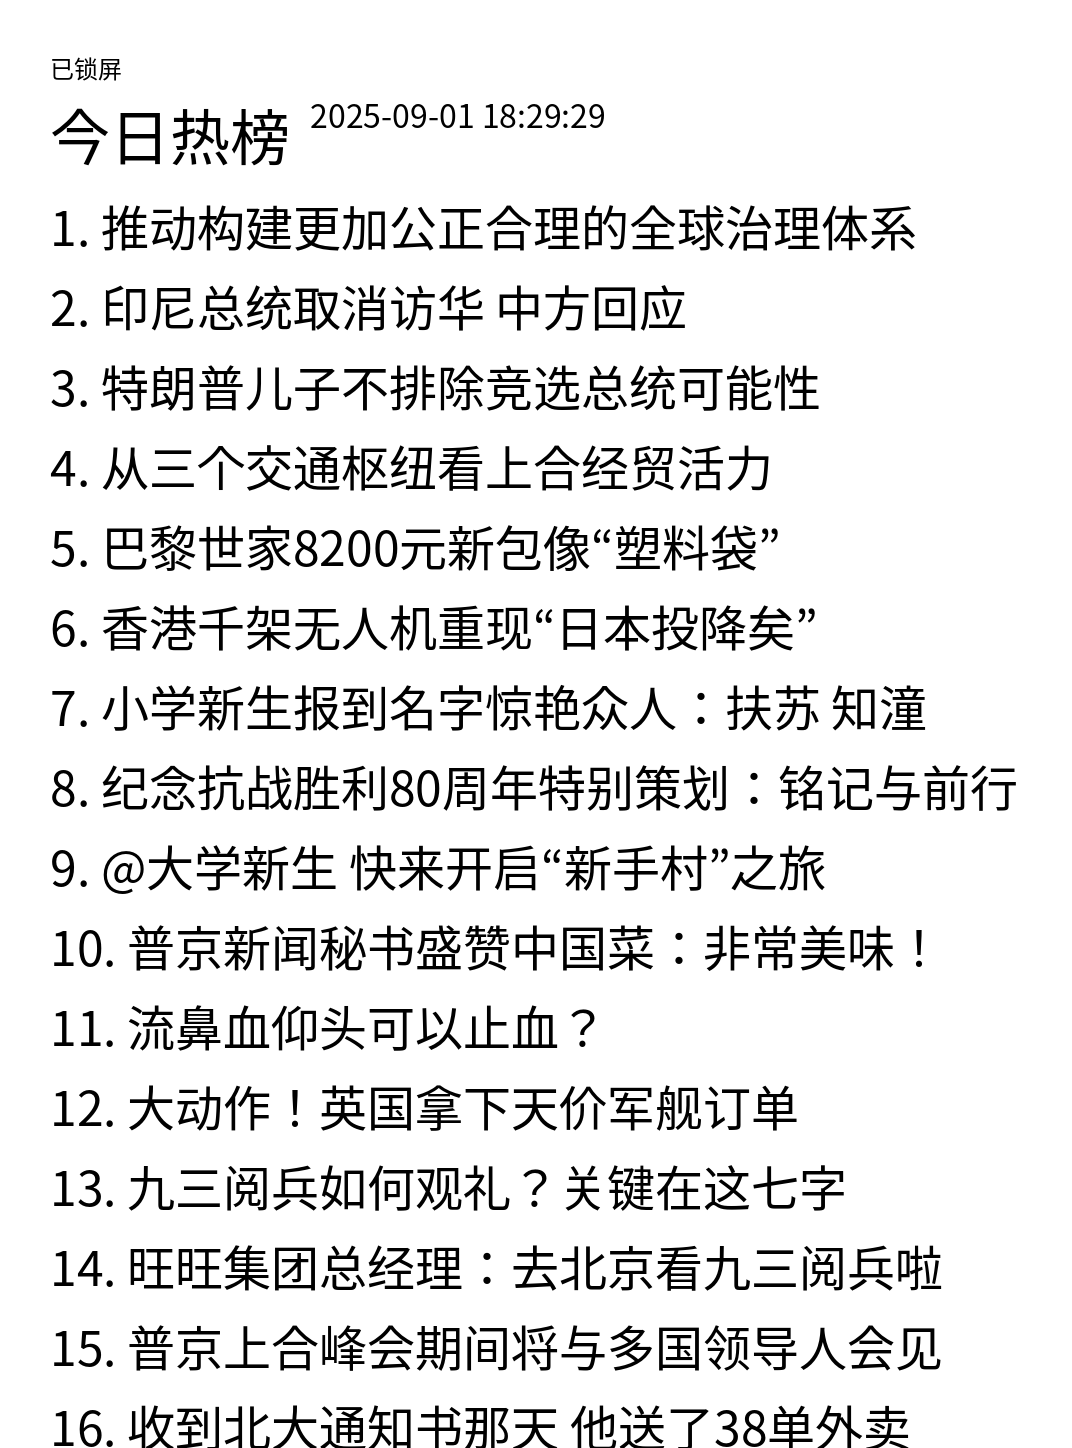 已锁屏
今日热榜 2025-09-01 18:29:29
1. 推动构建更加公正合理的全球治理体系
2. 印尼总统取消访华 中方回应
3. 特朗普儿子不排除竞选总统可能性
4. 从三个交通枢纽看上合经贸活力
5. 巴黎世家8200元新包像“塑料袋”
6. 香港千架无人机重现“日本投降矣”
7. 小学新生报到名字惊艳众人：扶苏 知潼
8. 纪念抗战胜利80周年特别策划：铭记与前行
9. @大学新生 快来开启“新手村”之旅
10. 普京新闻秘书盛赞中国菜：非常美味！
11. 流鼻血仰头可以止血？
12. 大动作！英国拿下天价军舰订单
13. 九三阅兵如何观礼？关键在这七字
14. 旺旺集团总经理：去北京看九三阅兵啦
15. 普京上合峰会期间将与多国领导人会见
16. 收到北大通知书那天 他送了38单外卖